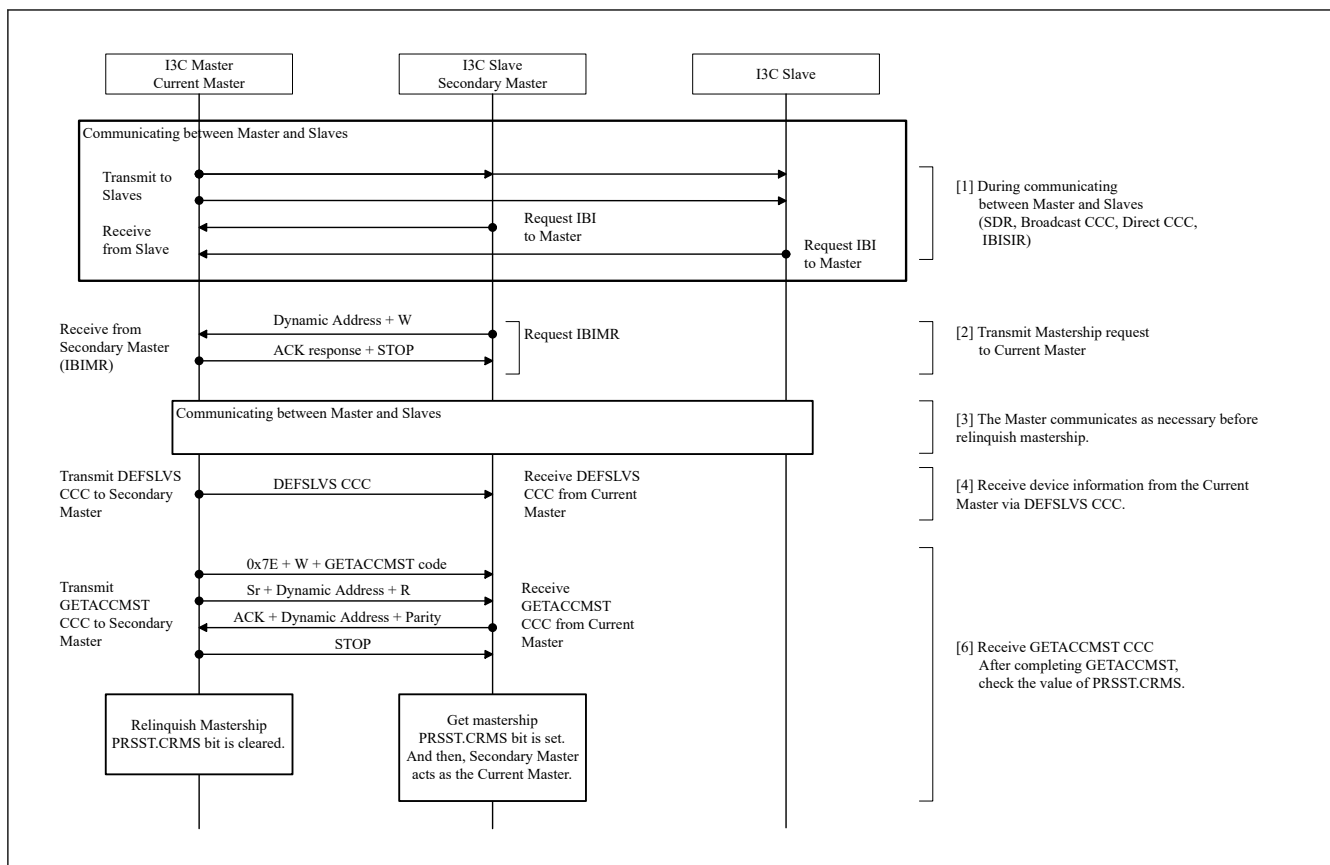 I3C Master
Current Master
I3C Slave
Secondary Master
I3C Slave
Communicating between Master and Slaves
Transmit to
Slaves
Receive
from Slave
Request IBI
to Master
Request IBI
to Master
[1] During communicating
between Master and Slaves
(SDR, Broadcast CCC, Direct CCC,
IBISIR)
Receive from
Secondary Master
(IBIMR)
Dynamic Address + W
ACK response + STOP
Request IBIMR
[2] Transmit Mastership request
to Current Master
Communicating between Master and Slaves
[3] The Master communicates as necessary before
relinquish mastership.
Transmit DEFSLVS
CCC to Secondary
Master
DEFSLVS CCC
Receive DEFSLVS
CCC from Current
Master
[4] Receive device information from the Current
Master via DEFSLVS CCC.
Transmit
GETACCMST
CCC to Secondary
Master
0x7E + W + GETACCMST code
Sr + Dynamic Address + R
ACK + Dynamic Address + Parity
STOP
Receive
GETACCMST
CCC from Current
Master
[6] Receive GETACCMST CCC
After completing GETACCMST,
check the value of PRSST.CRMS.
Relinquish Mastership
PRSST.CRMS bit is cleared.
Get mastership
PRSST.CRMS bit is set.
And then, Secondary Master
acts as the Current Master.